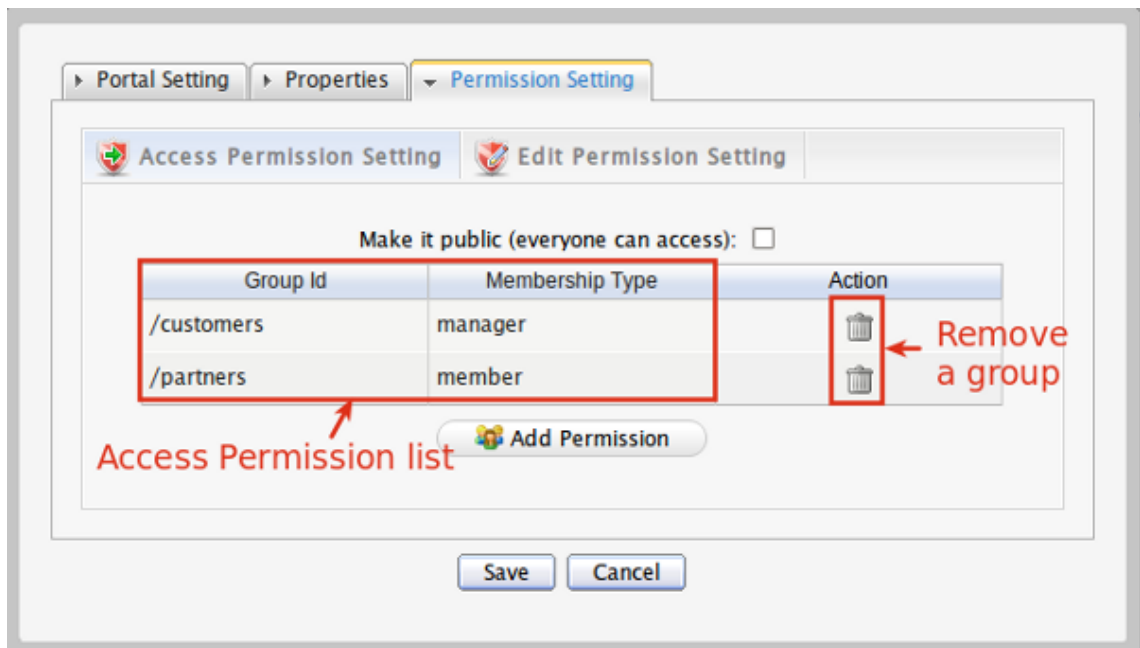 Portal Setting Properties Permission Setting
Access Permission Setting Edit Permission Setting
Make it public (everyone can access):
Group Id Membership Type Action
/customers manager
/partners member
Remove
a group
Add Permission
Access Permission list
Save Cancel